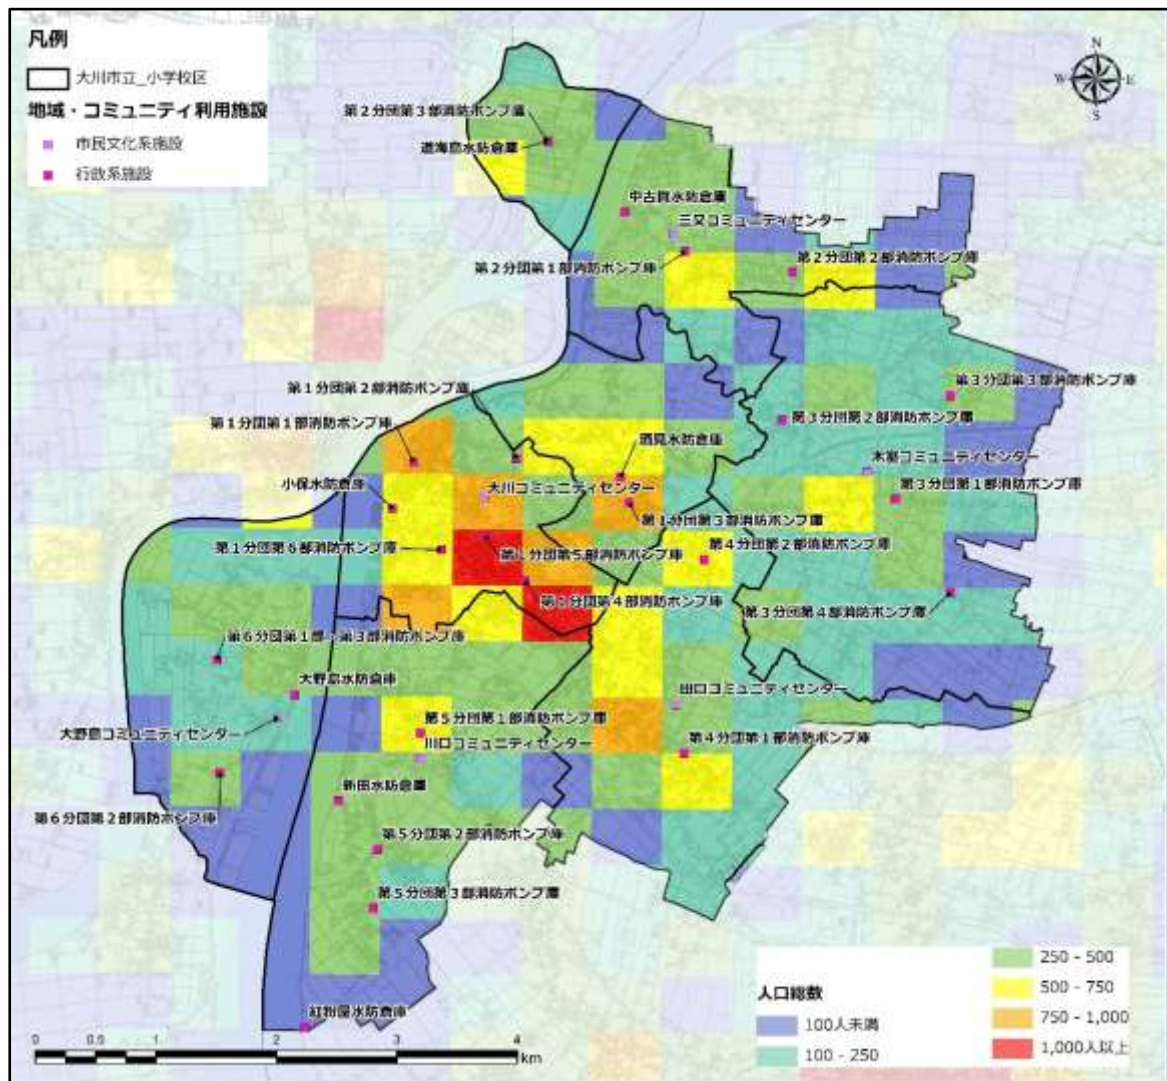 凡例
大川市立_小学校区
地域・コミュニティ利用施設
市民文化系施設
行政系施設
N
W
E
S
第2分団第3部消防ポンプ庫
道海島水防倉庫
中古賀水防倉庫
三又コミュニティセンター
第2分団第1部消防ポンプ庫
第2分団第2部消防ポンプ庫
第1分団第2部消防ポンプ庫
第3分団第3部消防ポンプ庫
第1分団第1部消防ポンプ庫
第3分団第2部消防ポンプ庫
酒見水防倉庫
木室コミュニティセンター
小保水防倉庫
大川コミュニティセンター
第3分団第1部消防ポンプ庫
第1分団第3部消防ポンプ庫
第1分団第6部消防ポンプ庫
第1分団第5部消防ポンプ庫
第4分団第2部消防ポンプ庫
第1分団第4部消防ポンプ庫
第3分団第4部消防ポンプ庫
第6分団第1部・第3部消防ポンプ庫
大野島水防倉庫
田口コミュニティセンター
第5分団第1部消防ポンプ庫
大野島コミュニティセンター
川口コミュニティセンター
第4分団第1部消防ポンプ庫
新田水防倉庫
第6分団第2部消防ポンプ庫
第5分団第2部消防ポンプ庫
第5分団第3部消防ポンプ庫
紅粉屋水防倉庫
0 0.5 1 2 3 4
km
人口総数
100人未満
100 - 250
250 - 500
500 - 750
750 - 1,000
1,000人以上